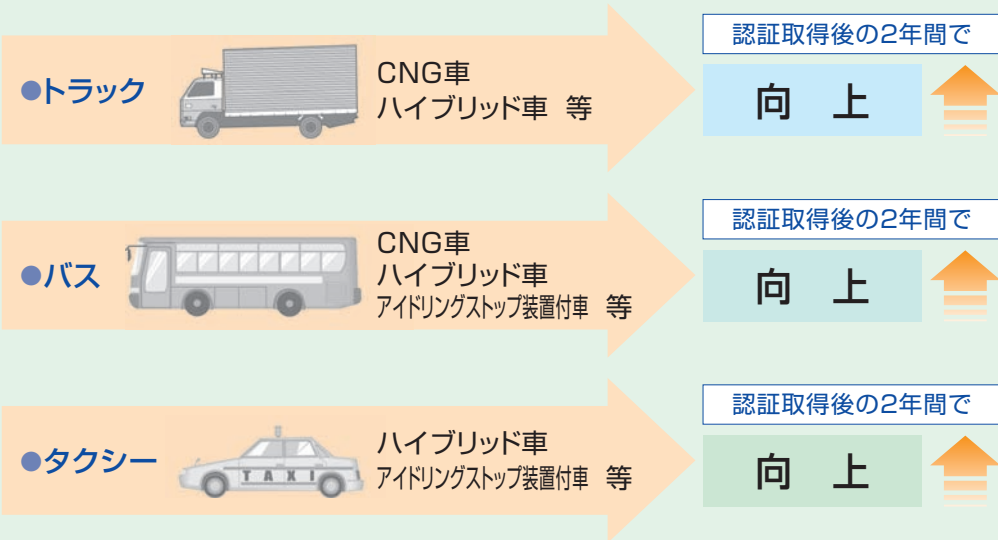 ●トラック
CNG車
ハイブリッド車 等
認証取得後の2年間で
向 上
●バス
CNG車
ハイブリッド車
アイドリングストップ装置付車 等
認証取得後の2年間で
向 上
●タクシー
TAXI
ハイブリッド車
アイドリングストップ装置付車 等
認証取得後の2年間で
向 上